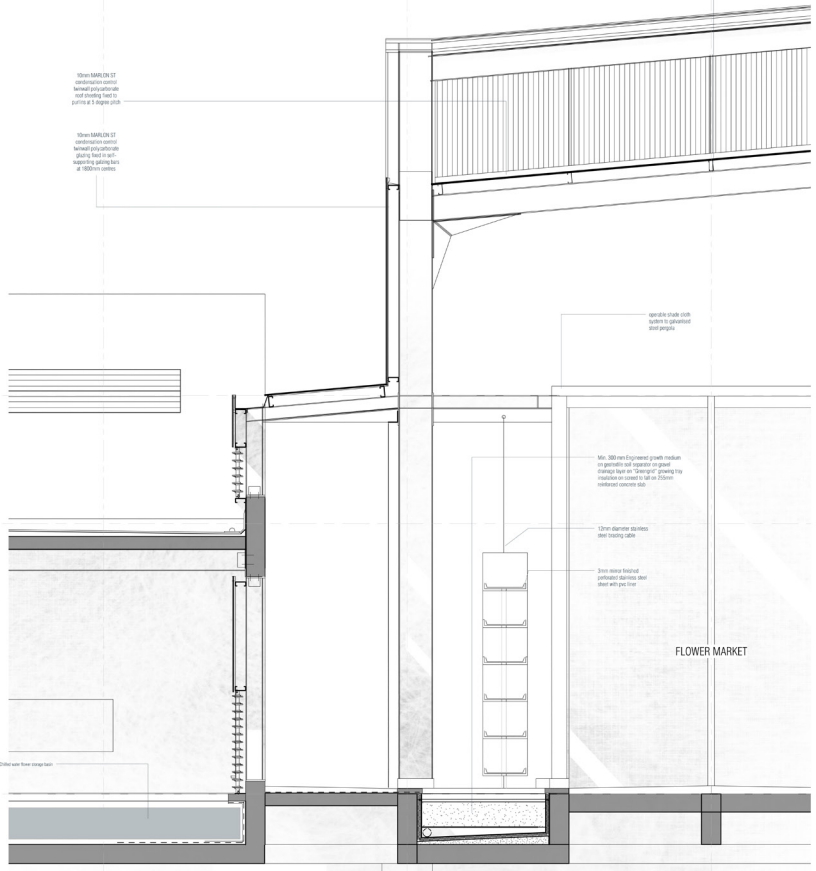 10mm MARLON ST
condensation control
twinwall polycarbonate
roof sheeting fixed to
purlins at 5 degree pitch
10mm MARLON ST
condensation control
twinwall polycarbonate
glazing fixed in self-
supporting galzing bars
at 1800mm centres
operable shade cloth
system to galvanised
steel pergola
Min. 300 mm Engineered growth medium
on geotextile soil separator on gravel
drainage layer on "Greengrid" growing tray
insulation on screed to fall on 255mm
reinforced concrete slab
12mm diameter stainless
steel bracing cable
3mm mirror finished
perforated stainless steel
sheet with pvc liner
FLOWER MARKET
Chilled water flower storage basin